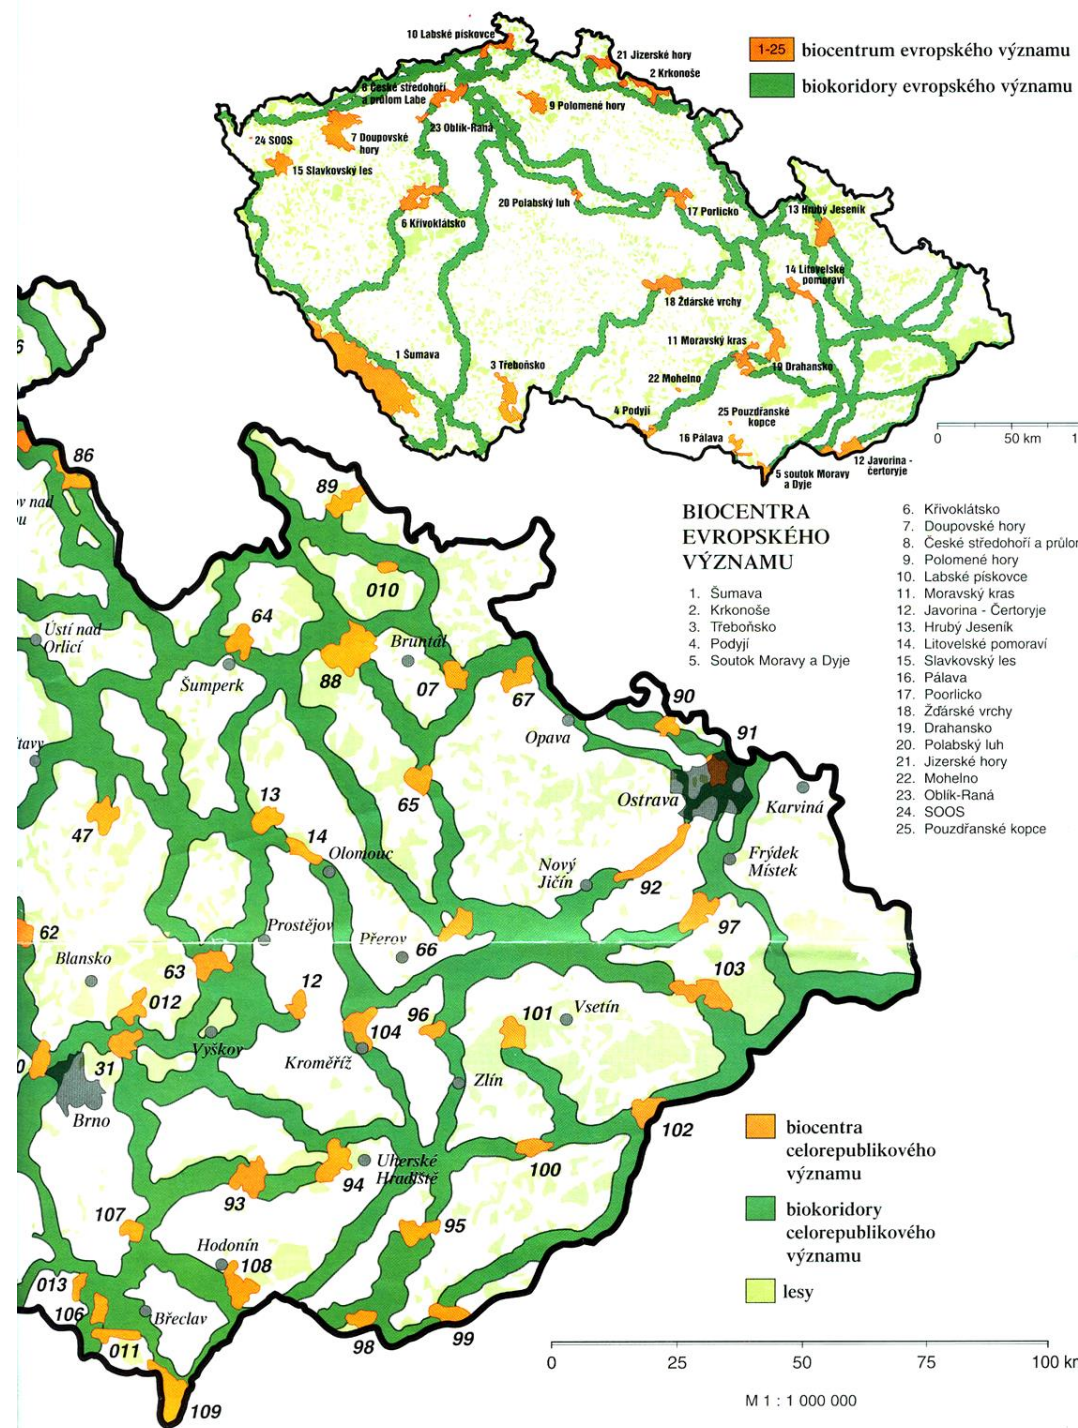 10 Labské pískovce
21 Jizerské hory
2 Krkonoše
8 České středohoří
a průlom Labe
9 Polomené hory
23 Oblík-Raná
24 SOOS
7 Doupovské
hory
15 Slavkovský les
20 Polabský luh
17 Porlicko
13 Hrubý Jeseník
6 Křivoklátsko
14 Litovelské
pomoraví
18 Žďárské vrchy
11 Moravský kras
1 Šumava
3 Třeboňsko
19 Drahansko
22 Mohelno
4 Podyjí
25 Pouzdřanské
kopce
16 Pálava
12 Javorina -
čertoryje
5 soutok Moravy
a Dyje
1-25 biocentrum evropského významu
biokoridory evropského významu
0 50 km
BIOCENTRA
EVROPSKÉHO
VÝZNAMU
1. Šumava
2. Krkonoše
3. Třeboňsko
4. Podyjí
5. Soutok Moravy a Dyje
6. Křivoklátsko
7. Doupovské hory
8. České středohoří a průlom
9. Polomené hory
10. Labské pískovce
11. Moravský kras
12. Javorina - Čertoryje
13. Hrubý Jeseník
14. Litovelské pomoraví
15. Slavkovský les
16. Pálava
17. Poorlicko
18. Žďárské vrchy
19. Drahansko
20. Polabský luh
21. Jizerské hory
22. Mohelno
23. Oblík-Raná
24. SOOS
25. Pouzdřanské kopce
86
89
010
64
Ústí nad
Orlicí
Šumperk
88
Bruntál
07
67
90
Opava
91
Ostrava
Karviná
47
13
65
14
Olomouc
Nový
Jičín
Frýdek
Místek
92
62
Prostějov
Přerov
66
97
Blansko
63
12
103
012
96
101
Vsetín
104
31
Vyškov
Kroměříž
Zlín
Brno
102
Uherské
Hradiště
100
93
94
107
95
Hodonín
108
013
106
Břeclav
011
98
99
109
biocentra
celorepublikového
významu
biokoridory
celorepublikového
významu
lesy
0 25 50 75 100 km
M 1 : 1 000 000